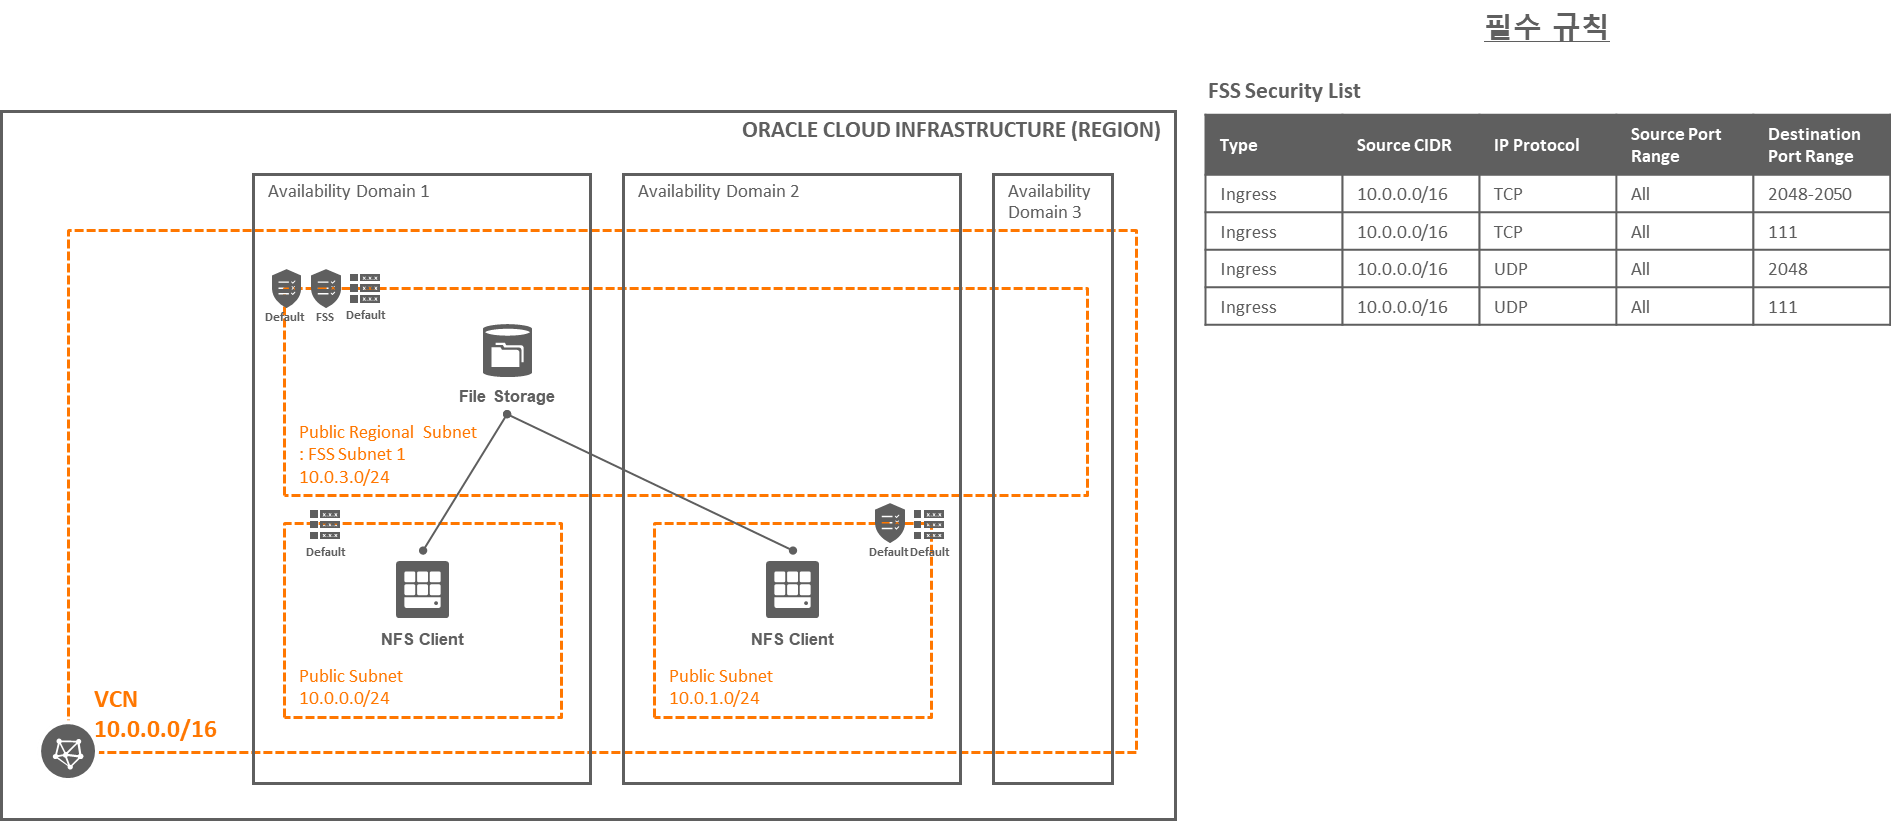 필수 규칙
FSS Security List
Type Source CIDR IP Protocol Source Port Range Destination Port Range
Ingress 10.0.0.0/16 TCP All 2048-2050
Ingress 10.0.0.0/16 TCP All 111
Ingress 10.0.0.0/16 UDP All 2048
Ingress 10.0.0.0/16 UDP All 111
ORACLE CLOUD INFRASTRUCTURE (REGION)
Availability Domain 1
Availability Domain 2
Availability
Domain 3
Default FSS Default
File Storage
Public Regional Subnet
: FSS Subnet 1
10.0.3.0/24
Default
NFS Client
Public Subnet
10.0.0.0/24
Default Default
NFS Client
Public Subnet
10.0.1.0/24
VCN
10.0.0.0/16